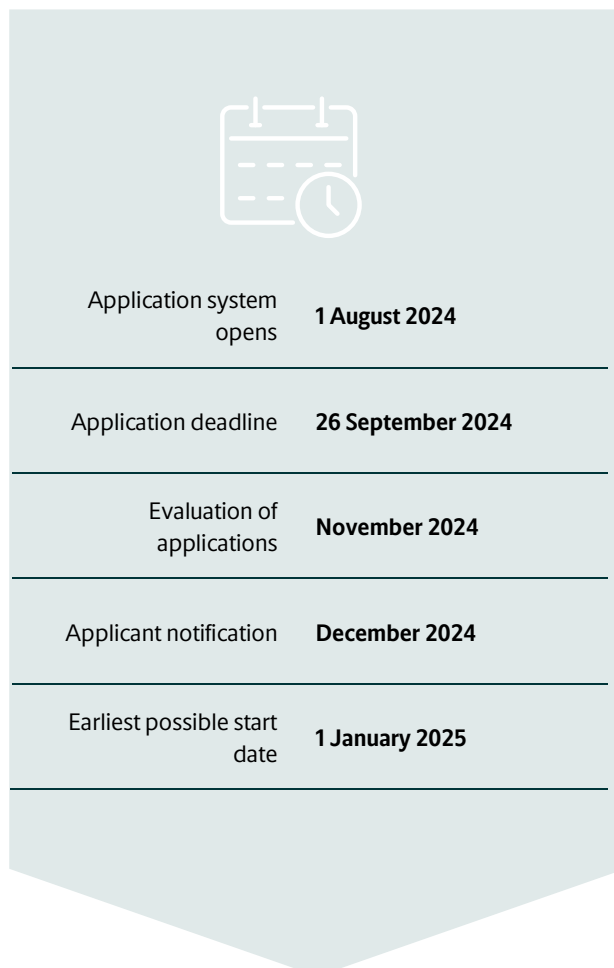 Application system
opens
1 August 2024
Application deadline
26 September 2024
Evaluation of
applications
November 2024
Applicant notification
December 2024
Earliest possible start
date
1 January 2025